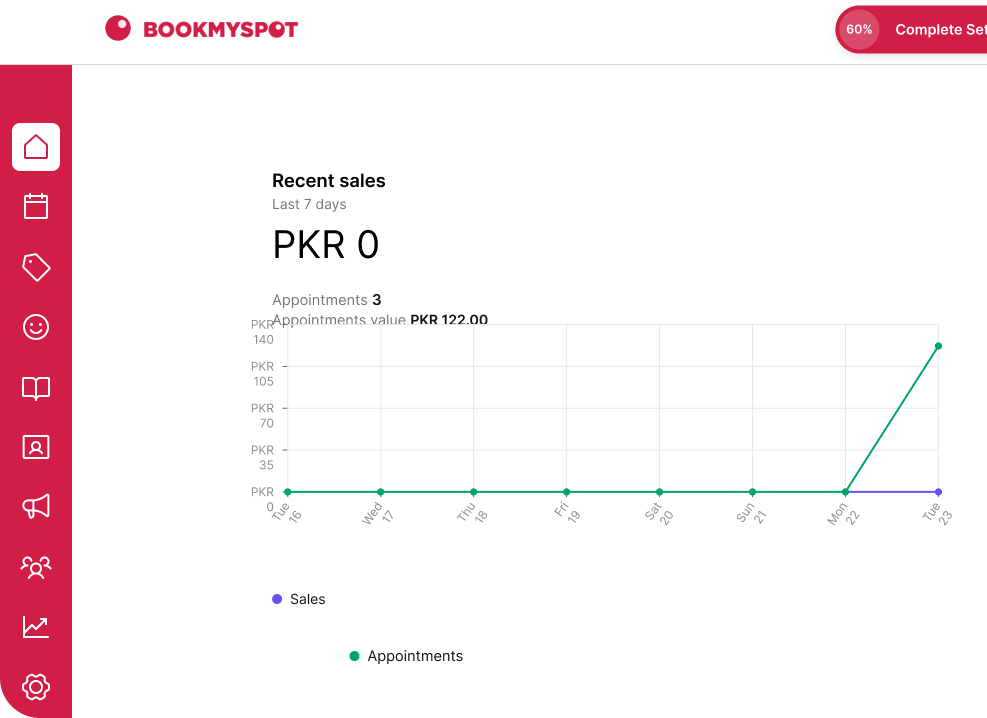 BOOKMYSPOT
60% Complete Set
Recent sales
Last 7 days
PKR 0
Appointments 3
Appointments value PKR 122.00
PKR
140
PKR
105
PKR
70
PKR
35
PKR
0
Tue 16
Wed 17
Thu 18
Fri 19
Sat 20
Sun 21
Mon 22
Tue 23
Sales
Appointments